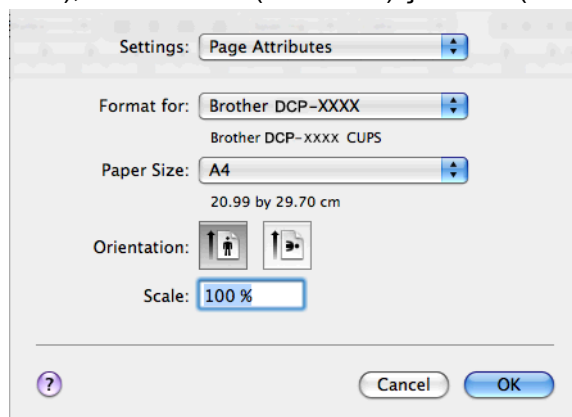 Settings: Page Attributes
Format for: Brother DCP-XXXX
Brother DCP-XXXX CUPS
Paper Size: A4
20.99 by 29.70 cm
Orientation:
Scale: 100 %
? Cancel OK